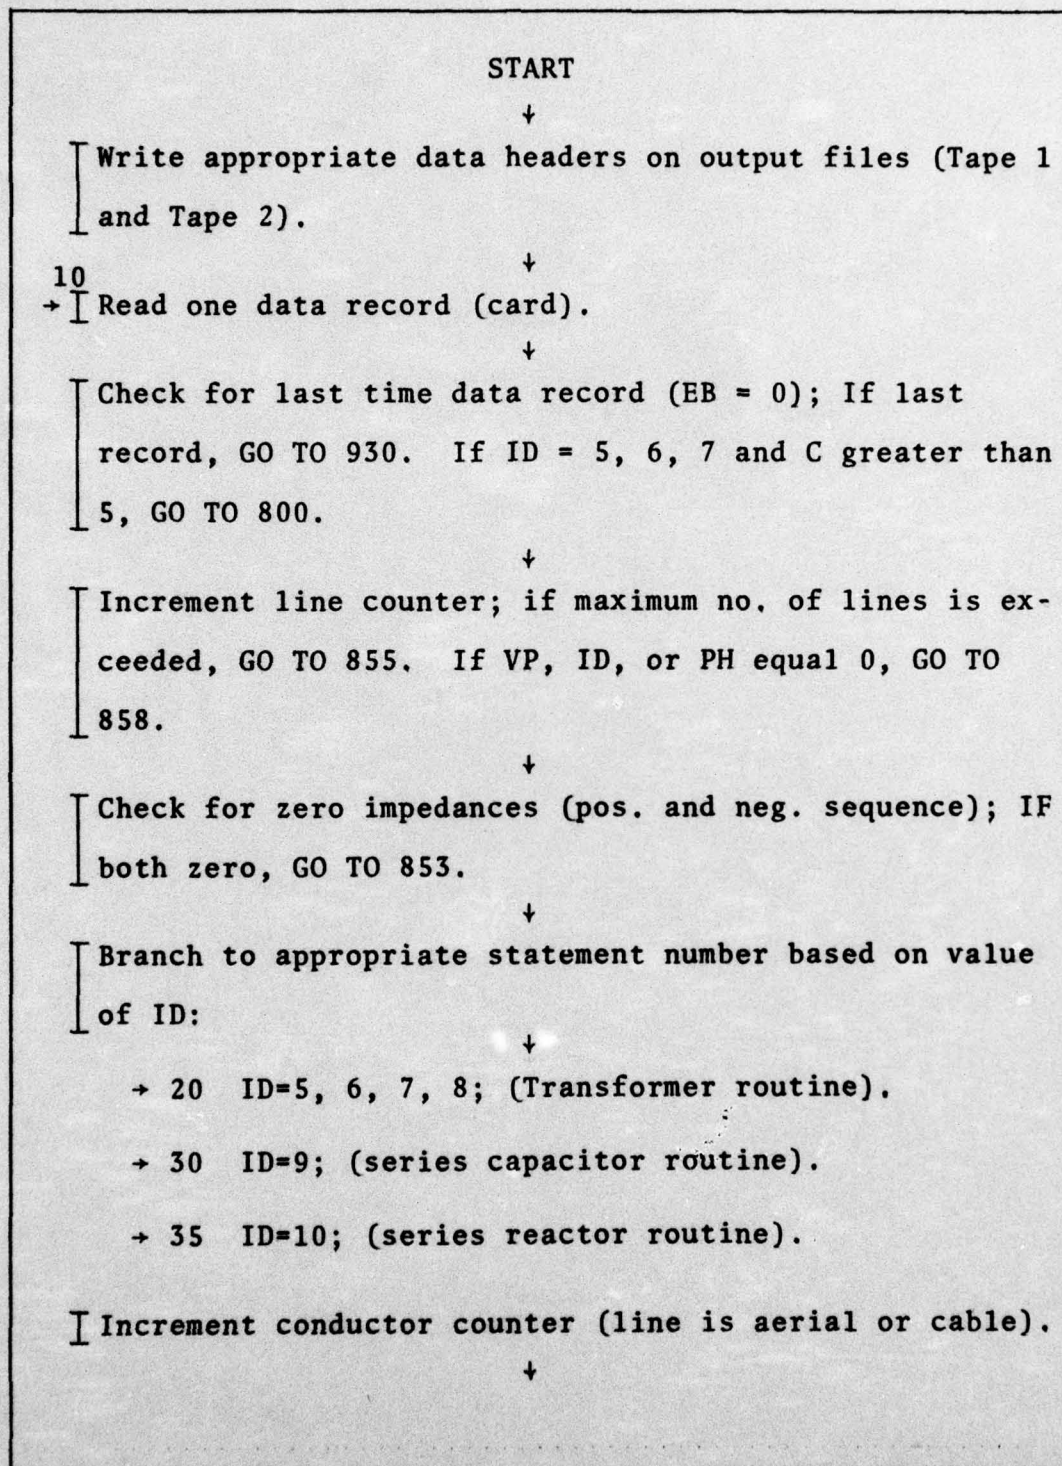 START
↓
Write appropriate data headers on output files (Tape 1
and Tape 2).
↓
10
→ Read one data record (card).
↓
Check for last time data record (EB = 0); If last
record, GO TO 930. If ID = 5, 6, 7 and C greater than
5, GO TO 800.
↓
Increment line counter; if maximum no. of lines is ex-
ceeded, GO TO 855. If VP, ID, or PH equal 0, GO TO
858.
↓
Check for zero impedances (pos. and neg. sequence); IF
both zero, GO TO 853.
↓
Branch to appropriate statement number based on value
of ID:
↓
→ 20 ID=5, 6, 7, 8; (Transformer routine).
→ 30 ID=9; (series capacitor routine).
→ 35 ID=10; (series reactor routine).
Increment conductor counter (line is aerial or cable).
↓